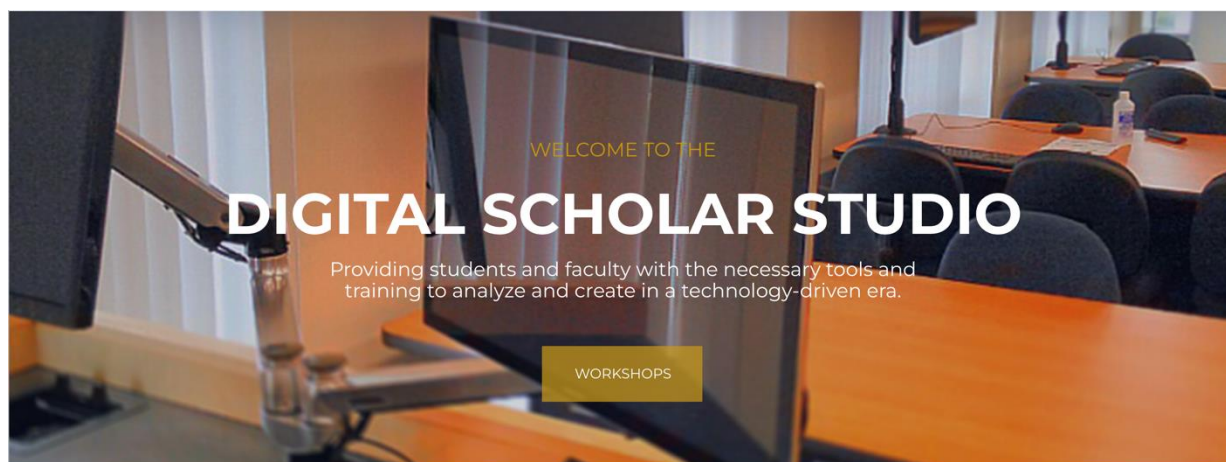 WELCOME TO THE
DIGITAL SCHOLAR STUDIO
Providing students and faculty with the necessary tools and
training to analyze and create in a technology-driven era.
WORKSHOPS